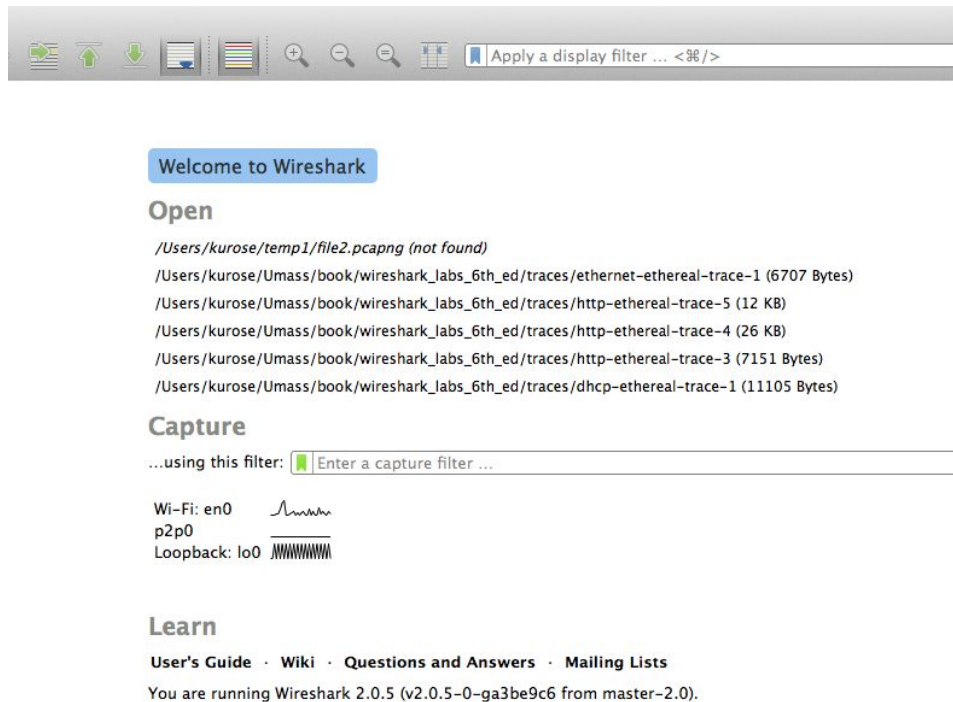 Apply a display filter ... <⌘/>
Welcome to Wireshark
Open
/Users/kurose/temp1/file2.pcapng (not found)
/Users/kurose/Umass/book/wireshark_labs_6th_ed/traces/ethernet-ethereal-trace-1 (6707 Bytes)
/Users/kurose/Umass/book/wireshark_labs_6th_ed/traces/http-ethereal-trace-5 (12 KB)
/Users/kurose/Umass/book/wireshark_labs_6th_ed/traces/http-ethereal-trace-4 (26 KB)
/Users/kurose/Umass/book/wireshark_labs_6th_ed/traces/http-ethereal-trace-3 (7151 Bytes)
/Users/kurose/Umass/book/wireshark_labs_6th_ed/traces/dhcp-ethereal-trace-1 (11105 Bytes)
Capture
...using this filter: Enter a capture filter ...
Wi-Fi: en0
p2p0
Loopback: lo0
Learn
User's Guide · Wiki · Questions and Answers · Mailing Lists
You are running Wireshark 2.0.5 (v2.0.5-0-ga3be9c6 from master-2.0).